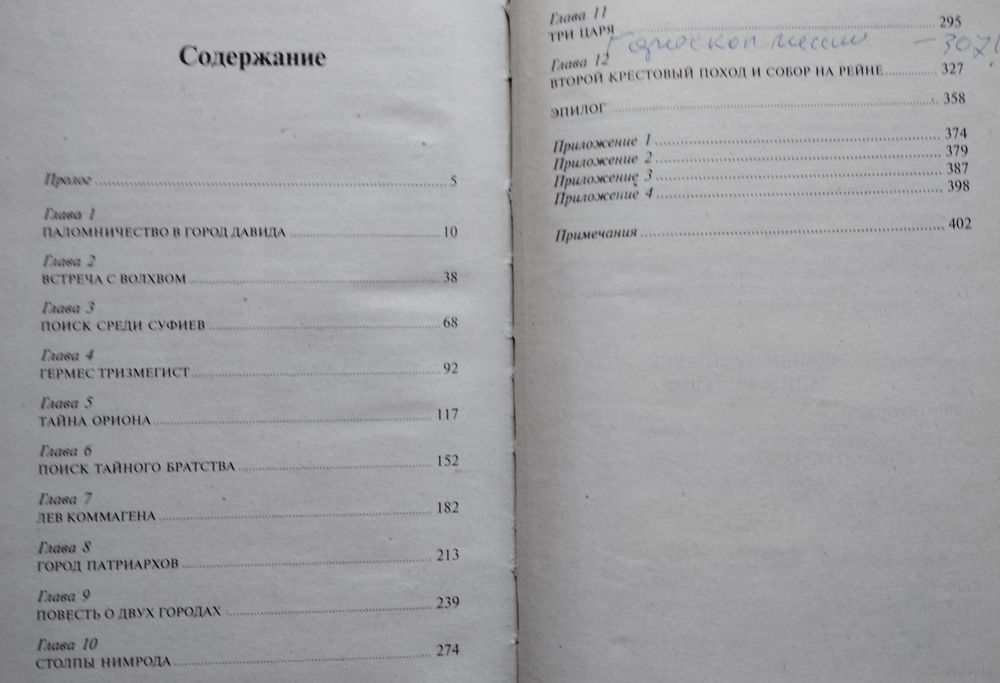 Содержание
Пролог 5
Глава 1
ПАЛОМНИЧЕСТВО В ГОРОД ДАВИДА 10
Глава 2
ВСТРЕЧА С ВОЛХВОМ 38
Глава 3
ПОИСК СРЕДИ СУФИЕВ 68
Глава 4
ГЕРМЕС ТРИЗМЕГИСТ 92
Глава 5
ТАЙНА ОРИОНА 117
Глава 6
ПОИСК ТАЙНОГО БРАТСТВА 152
Глава 7
ЛЕВ КОММАГЕНА 182
Глава 8
ГОРОД ПАТРИАРХОВ 213
Глава 9
ПОВЕСТЬ О ДВУХ ГОРОДАХ 239
Глава 10
СТОЛПЫ НИМРОДА 274
Глава 11
ТРИ ЦАРЯ 295
Гороскоп мессии – 307
Глава 12
ВТОРОЙ КРЕСТОВЫЙ ПОХОД И СОБОР НА РЕЙНЕ 327
ЭПИЛОГ 358
Приложение 1 374
Приложение 2 379
Приложение 3 387
Приложение 4 398
Примечания 402